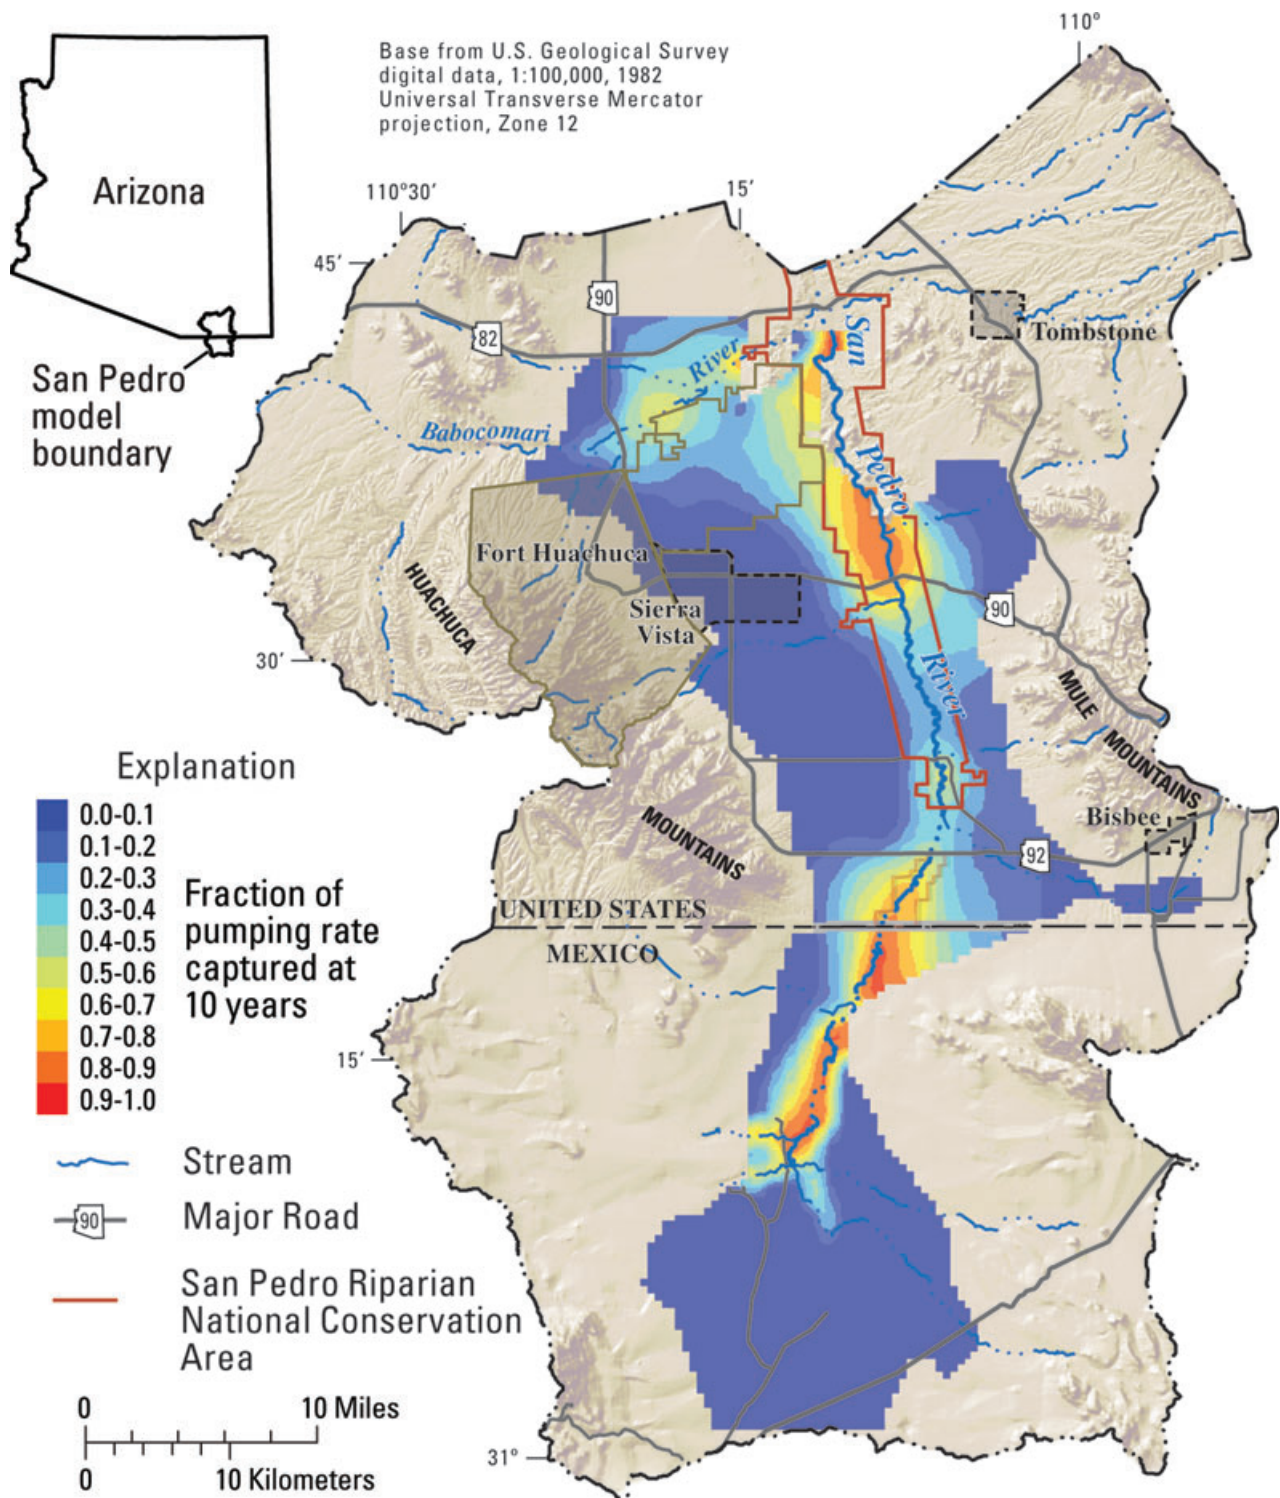 110°
Base from U.S. Geological Survey
digital data, 1:100,000, 1982
Universal Transverse Mercator
projection, Zone 12
Arizona
110°30′
15′
45′
90
82
San
Tombstone
River
San Pedro
model
boundary
Babocomari
Pedro
Fort Huachuca
HUACHUCA
Sierra
Vista
90
30′
River
MULE
MOUNTAINS
Explanation
0.0-0.1
0.1-0.2
0.2-0.3
0.3-0.4
0.4-0.5
0.5-0.6
0.6-0.7
0.7-0.8
0.8-0.9
0.9-1.0
Fraction of
pumping rate
captured at
10 years
MOUNTAINS
Bisbee
92
UNITED STATES
MEXICO
15′
Stream
90
Major Road
San Pedro Riparian
National Conservation
Area
0
10 Miles
0
10 Kilometers
31°